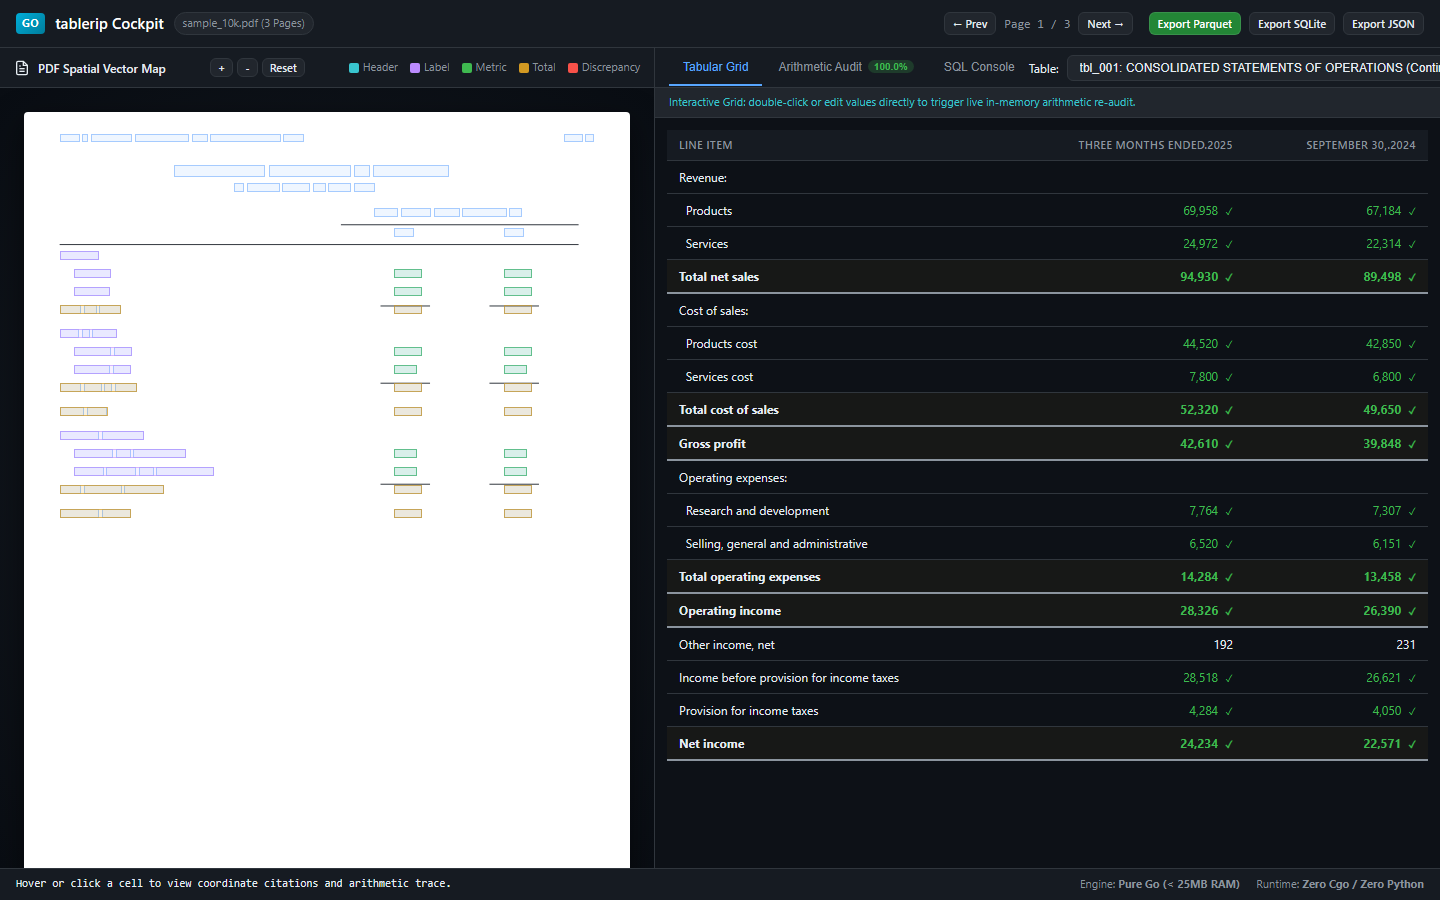 GO tablerip Cockpit sample_10k.pdf (3 Pages) ← Prev Page 1 / 3 Next → Export Parquet Export SQLite Export JSON
PDF Spatial Vector Map + - Reset Header Label Metric Total Discrepancy
Tabular Grid Arithmetic Audit 100.0% SQL Console Table: tbl_001: CONSOLIDATED STATEMENTS OF OPERATIONS (Conti
Interactive Grid: double-click or edit values directly to trigger live in-memory arithmetic re-audit.
LINE ITEM THREE MONTHS ENDED.2025 SEPTEMBER 30,.2024
Revenue:
Products 69,958 ✓ 67,184 ✓
Services 24,972 ✓ 22,314 ✓
Total net sales 94,930 ✓ 89,498 ✓
Cost of sales:
Products cost 44,520 ✓ 42,850 ✓
Services cost 7,800 ✓ 6,800 ✓
Total cost of sales 52,320 ✓ 49,650 ✓
Gross profit 42,610 ✓ 39,848 ✓
Operating expenses:
Research and development 7,764 ✓ 7,307 ✓
Selling, general and administrative 6,520 ✓ 6,151 ✓
Total operating expenses 14,284 ✓ 13,458 ✓
Operating income 28,326 ✓ 26,390 ✓
Other income, net 192 231
Income before provision for income taxes 28,518 ✓ 26,621 ✓
Provision for income taxes 4,284 ✓ 4,050 ✓
Net income 24,234 ✓ 22,571 ✓
Hover or click a cell to view coordinate citations and arithmetic trace. Engine: Pure Go (< 25MB RAM) Runtime: Zero Cgo / Zero Python